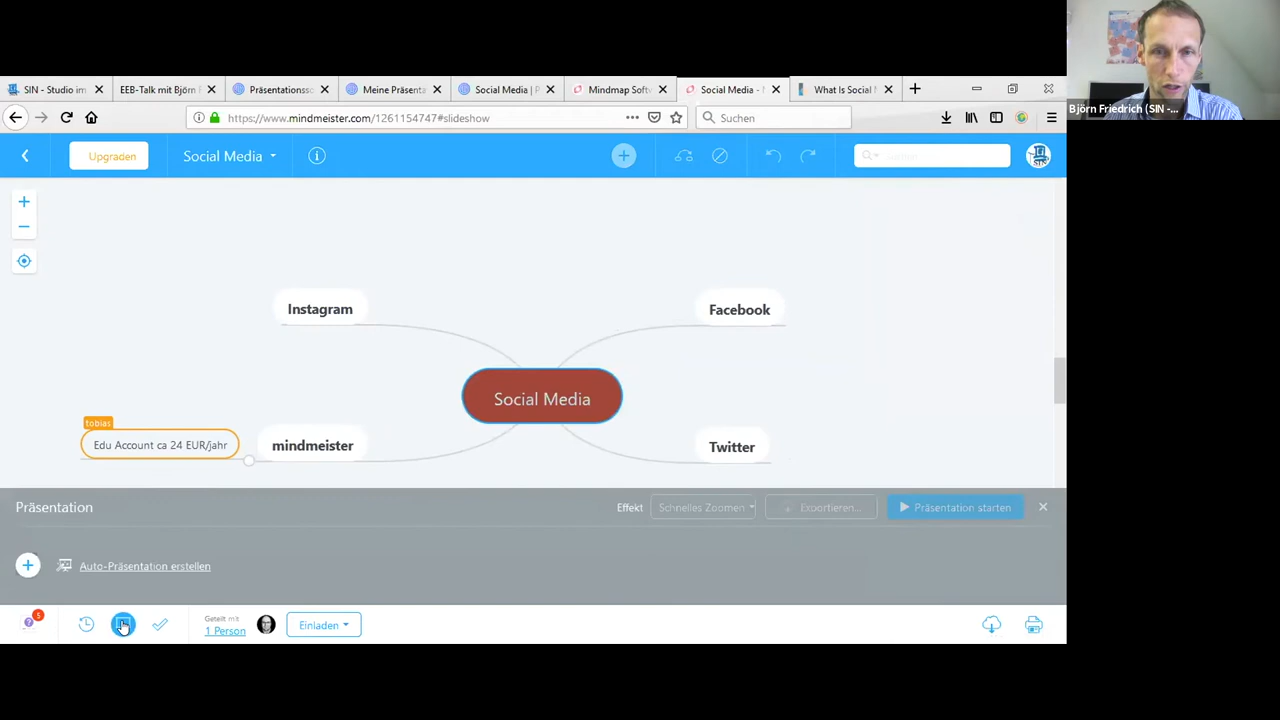 SIN - Studio im
EEB-Talk mit Björn F
Präsentationssc
Meine Präsenta
Social Media | P
Mindmap Softw
Social Media - M
What Is Social M
https://www.mindmeister.com/1261154747#slideshow
Suchen
Björn Friedrich (SIN -...
Upgraden
Social Media
Instagram
Facebook
Social Media
tobias
Edu Account ca 24 EUR/jahr
mindmeister
Twitter
Präsentation
Effekt
Schnelles Zoomen
Exportieren...
Präsentation starten
Auto-Präsentation erstellen
5
Geteilt mit
1 Person
Einladen